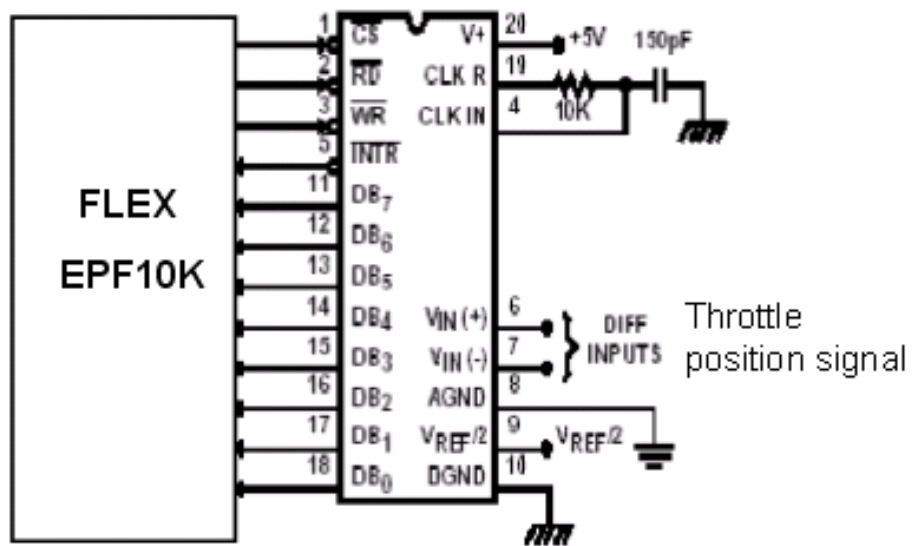 FLEX
EPF10K
1 CS V+ 20 +5V 150pF
2 RD CLK R 19 10K
3 WR CLK IN 4
5 INTR
11 DB7
12 DB6
13 DB5
14 DB4 VIN (+) 6 DIFF Throttle
15 DB3 VIN (-) 7 INPUTS position signal
16 DB2 AGND 8
17 DB1 VREF/2 9 VREF/2
18 DB0 DGND 10